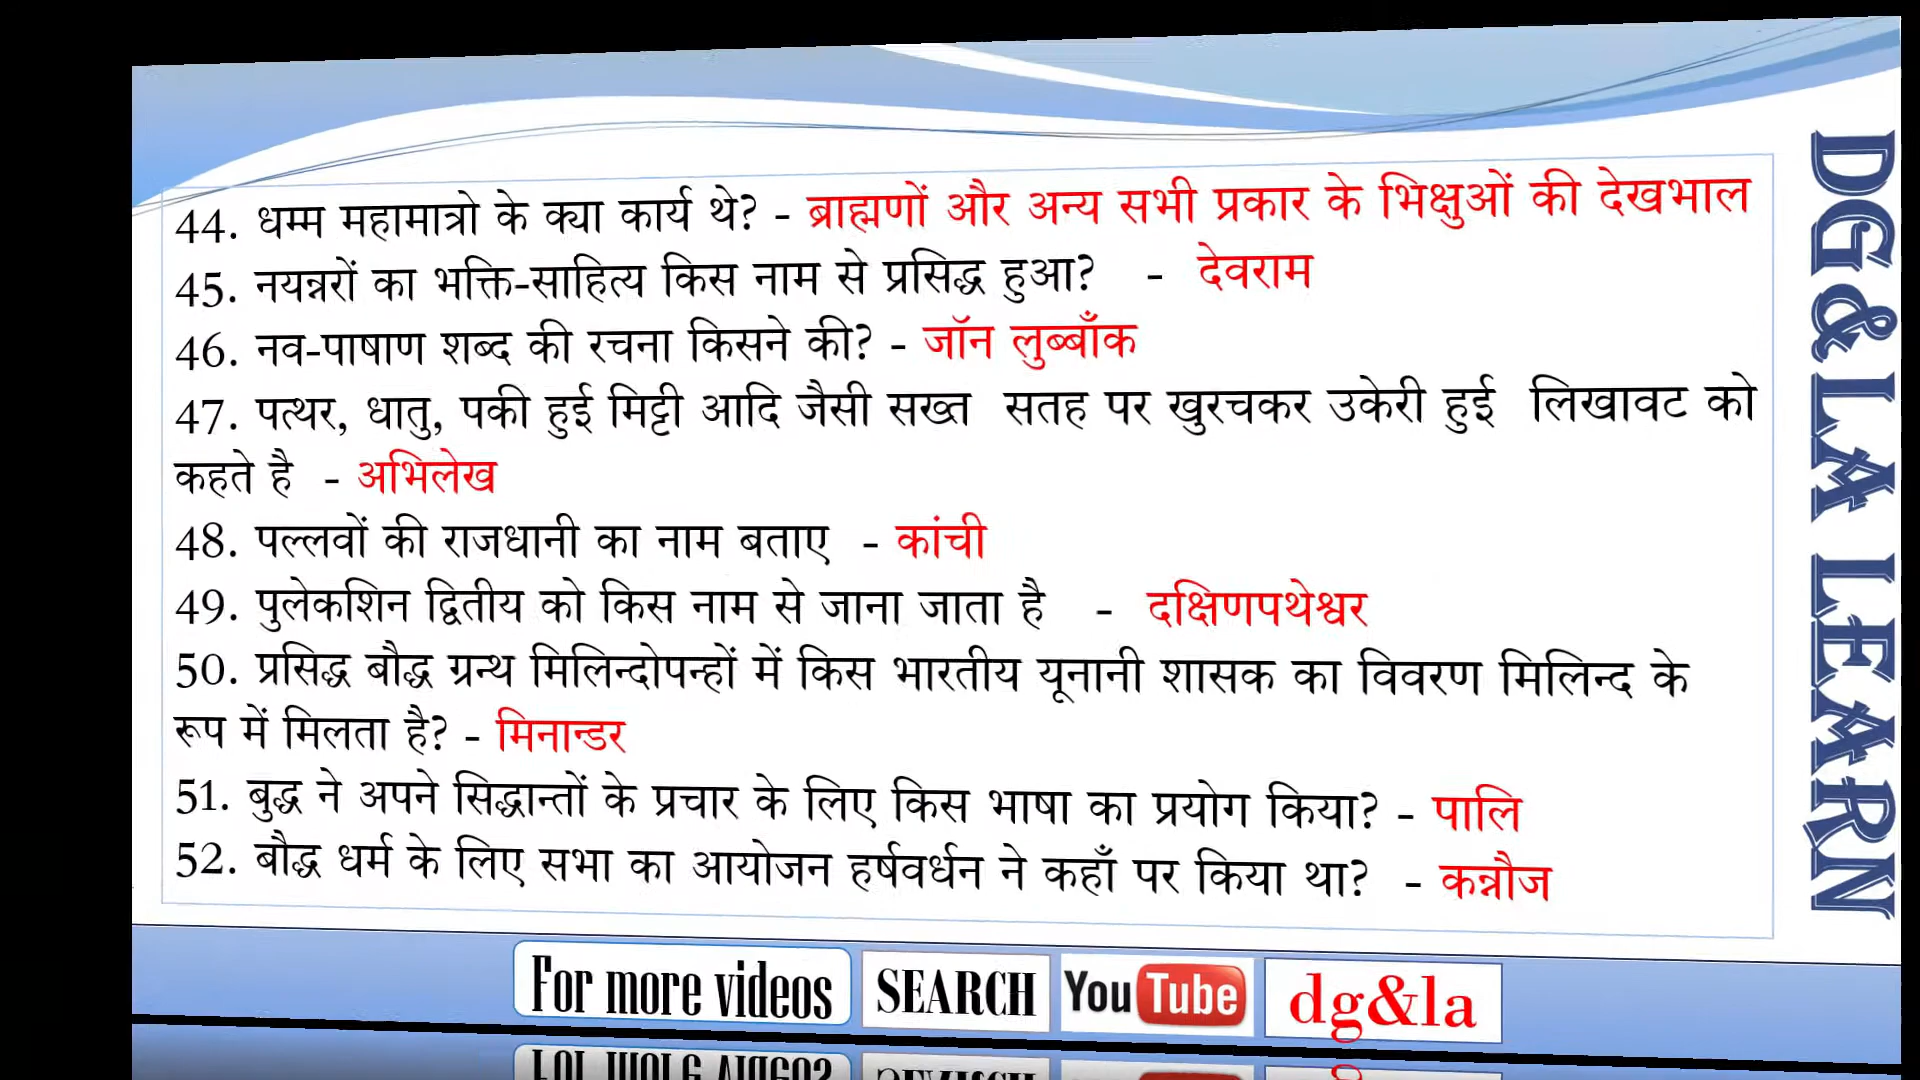 44. धम्म महामात्रो के क्या कार्य थे? - ब्राह्मणों और अन्य सभी प्रकार के भिक्षुओं की देखभाल
45. नयन्नरों का भक्ति-साहित्य किस नाम से प्रसिद्ध हुआ? - देवराम
46. नव-पाषाण शब्द की रचना किसने की? - जॉन लुब्बाँक
47. पत्थर, धातु, पकी हुई मिट्टी आदि जैसी सख्त सतह पर खुरचकर उकेरी हुई लिखावट को
कहते है - अभिलेख
48. पल्लवों की राजधानी का नाम बताए - कांची
49. पुलेकशिन द्वितीय को किस नाम से जाना जाता है - दक्षिणपथेश्वर
50. प्रसिद्ध बौद्ध ग्रन्थ मिलिन्दोपन्हों में किस भारतीय यूनानी शासक का विवरण मिलिन्द के
रूप में मिलता है? - मिनान्डर
51. बुद्ध ने अपने सिद्धान्तों के प्रचार के लिए किस भाषा का प्रयोग किया? - पालि
52. बौद्ध धर्म के लिए सभा का आयोजन हर्षवर्धन ने कहाँ पर किया था? - कन्नौज
DG&LA LEARN
For more videos SEARCH YouTube dg&la